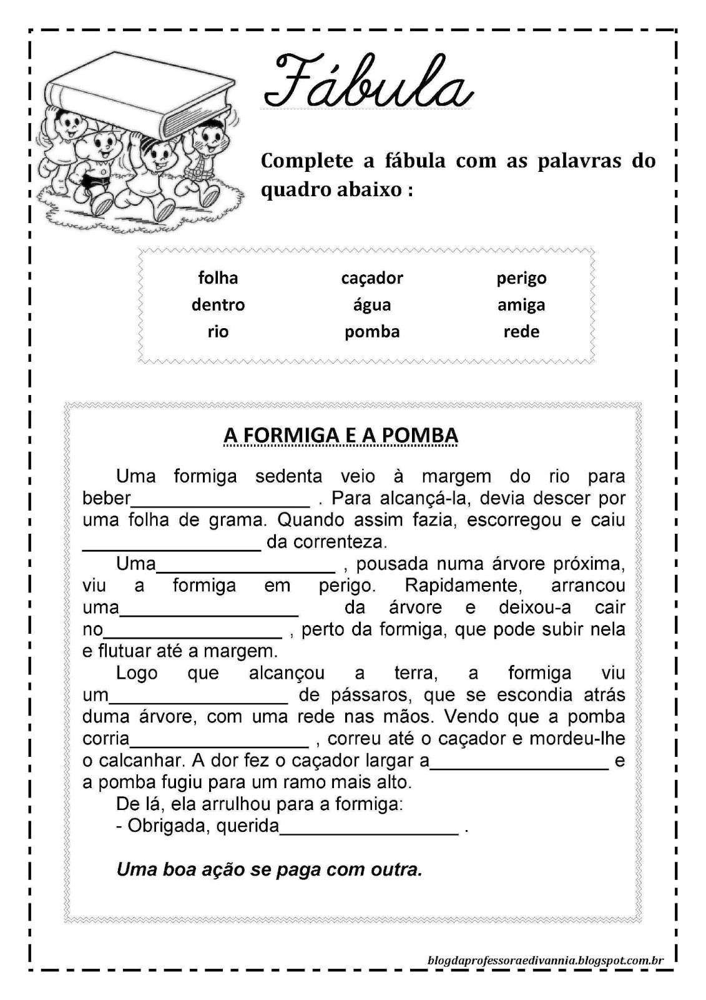 Fábula
Complete a fábula com as palavras do
quadro abaixo :
folha caçador perigo
dentro água amiga
rio pomba rede
A FORMIGA E A POMBA
Uma formiga sedenta veio à margem do rio para
beber_________________ . Para alcançá-la, devia descer por
uma folha de grama. Quando assim fazia, escorregou e caiu
_________________ da correnteza.
Uma_________________ , pousada numa árvore próxima,
viu a formiga em perigo. Rapidamente, arrancou
uma_________________ da árvore e deixou-a cair
no_________________ , perto da formiga, que pode subir nela
e flutuar até a margem.
Logo que alcançou a terra, a formiga viu
um_________________ de pássaros, que se escondia atrás
duma árvore, com uma rede nas mãos. Vendo que a pomba
corria_________________ , correu até o caçador e mordeu-lhe
o calcanhar. A dor fez o caçador largar a_________________ e
a pomba fugiu para um ramo mais alto.
De lá, ela arrulhou para a formiga:
- Obrigada, querida_________________ .
Uma boa ação se paga com outra.
blogdaprofessoraedivannia.blogspot.com.br